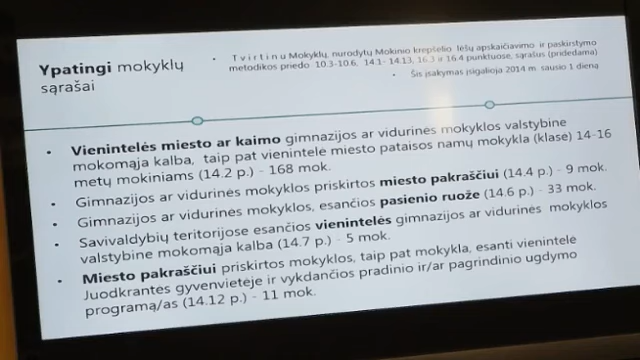 Ypatingi mokyklų
sąrašai
• Tvirtinu Mokyklų, nurodytų Mokinio krepšelio lėšų apskaičiavimo ir paskirstymo
metodikos priedo 10.3-10.6, 14.1- 14.13, 16.3 ir 16.4 punktuose, sąrašus (pridedama)
• Šis įsakymas įsigalioja 2014 m. sausio 1 dieną
• Vienintelės miesto ar kaimo gimnazijos ar vidurinės mokyklos valstybine
mokomąja kalba, taip pat vienintele miesto pataisos namų mokykla (klase) 14-16
metų mokiniams (14.2 p.) - 168 mok.
• Gimnazijos ar vidurinės mokyklos priskirtos miesto pakraščiui (14.4 p.) - 9 mok.
• Gimnazijos ar vidurinės mokyklos, esančios pasienio ruože (14.6 p.) - 33 mok.
• Savivaldybių teritorijose esančios vienintelės gimnazijos ar vidurinės mokyklos
valstybine mokomąja kalba (14.7 p.) - 5 mok.
• Miesto pakraščiui priskirtos mokyklos, taip pat mokykla, esanti vienintele
Juodkrantės gyvenvietėje ir vykdančios pradinio ir/ar pagrindinio ugdymo
programą/as (14.12 p.) - 11 mok.